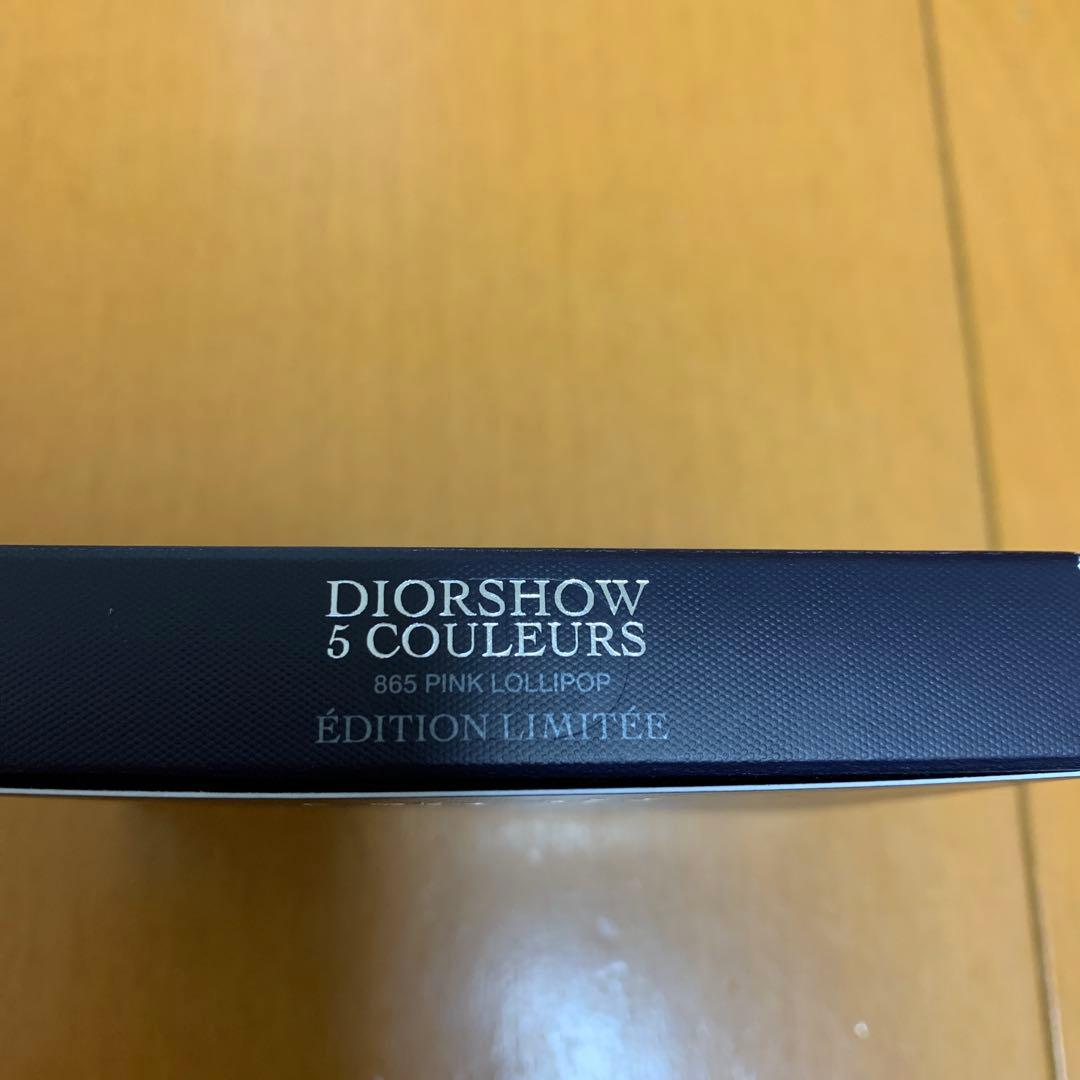 DIORSHOW
5 COULEURS
865 PINK LOLLIPOP
ÉDITION LIMITÉE